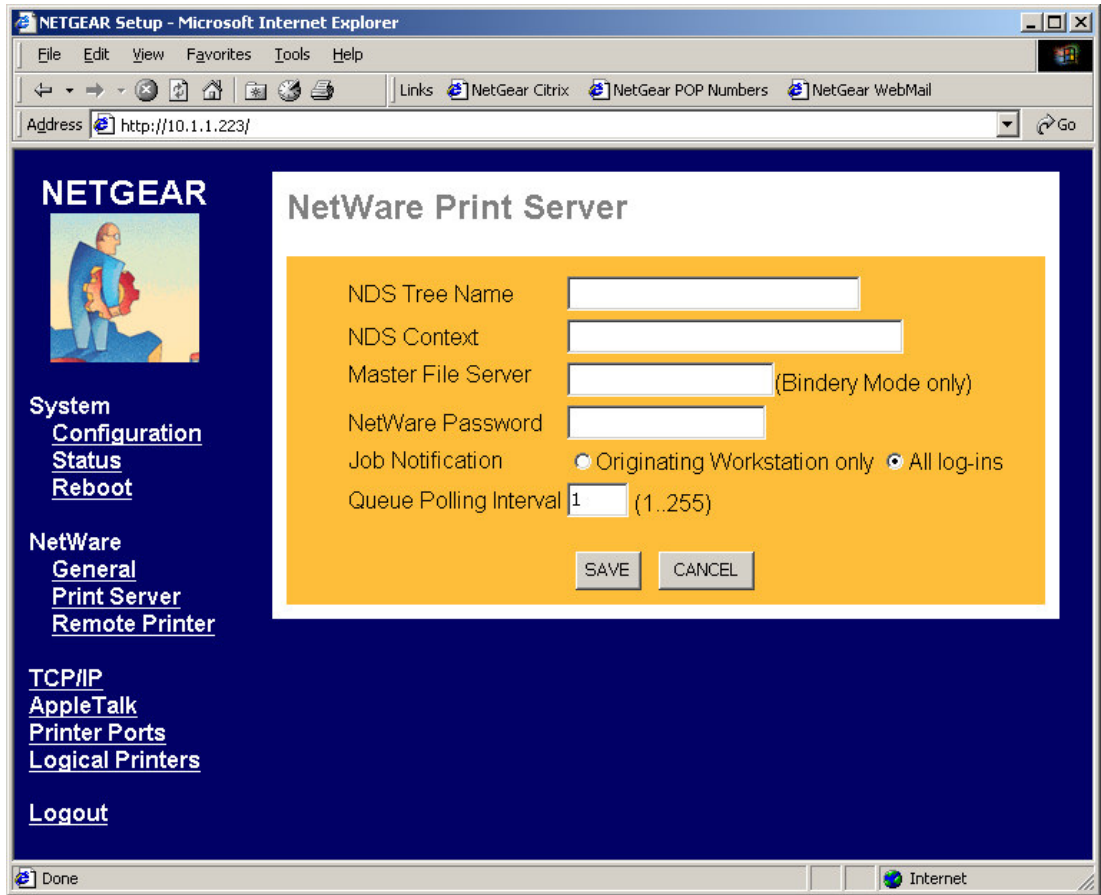 NETGEAR Setup - Microsoft Internet Explorer
File Edit View Favorites Tools Help
Links NetGear Citrix NetGear POP Numbers NetGear WebMail
Address http://10.1.1.223/ Go
NETGEAR
System
Configuration
Status
Reboot
NetWare
General
Print Server
Remote Printer
TCP/IP
AppleTalk
Printer Ports
Logical Printers
Logout
NetWare Print Server
NDS Tree Name
NDS Context
Master File Server (Bindery Mode only)
NetWare Password
Job Notification Originating Workstation only All log-ins
Queue Polling Interval 1 (1..255)
SAVE CANCEL
Done Internet